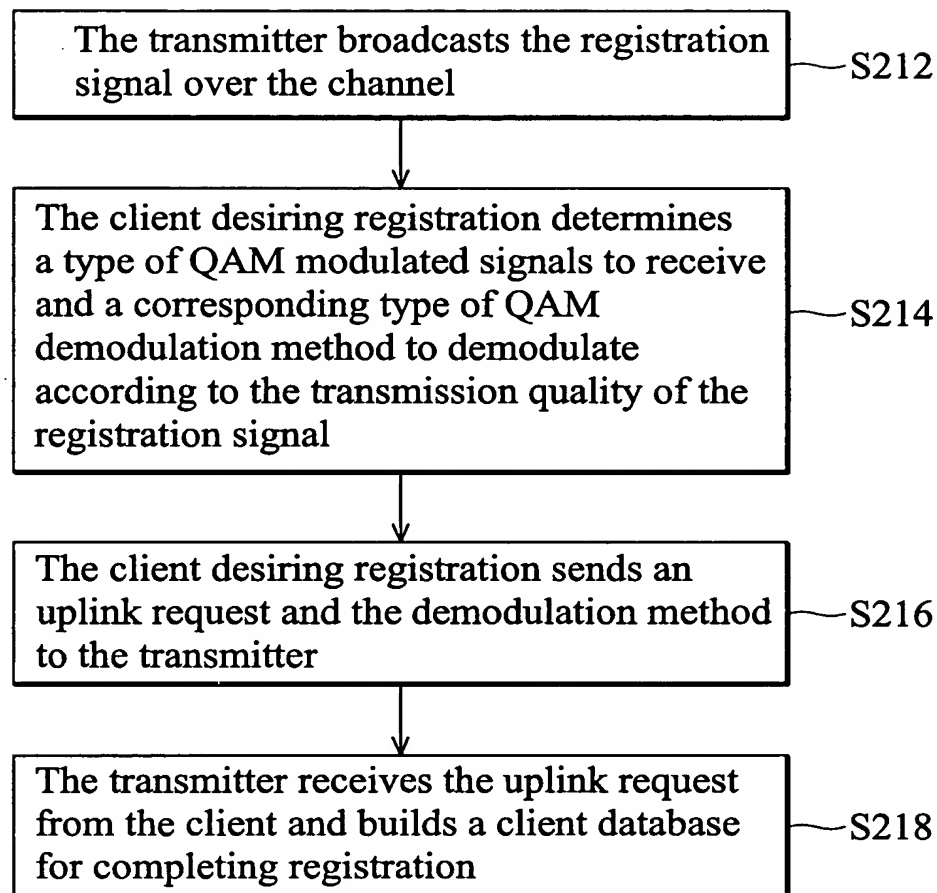 The transmitter broadcasts the registration
signal over the channel
S212
The client desiring registration determines
a type of QAM modulated signals to receive
and a corresponding type of QAM
demodulation method to demodulate
according to the transmission quality of the
registration signal
S214
The client desiring registration sends an
uplink request and the demodulation method
to the transmitter
S216
The transmitter receives the uplink request
from the client and builds a client database
for completing registration
S218